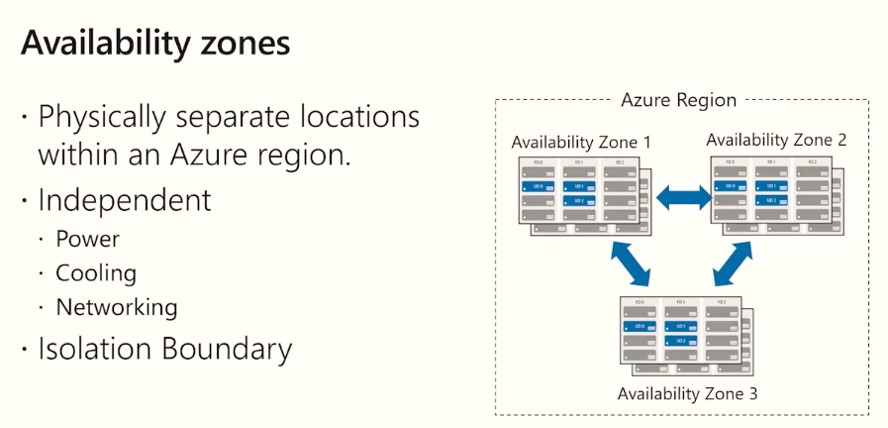 Availability zones
· Physically separate locations
within an Azure region.
· Independent
· Power
· Cooling
· Networking
· Isolation Boundary
Azure Region
Availability Zone 1
FD 0 FD 1 FD 2
UD 0 UD 1
UD 2
Availability Zone 2
FD 0 FD 1 FD 2
UD 0 UD 1
UD 2
FD 0 FD 1 FD 2
UD 0 UD 1
UD 2
Availability Zone 3